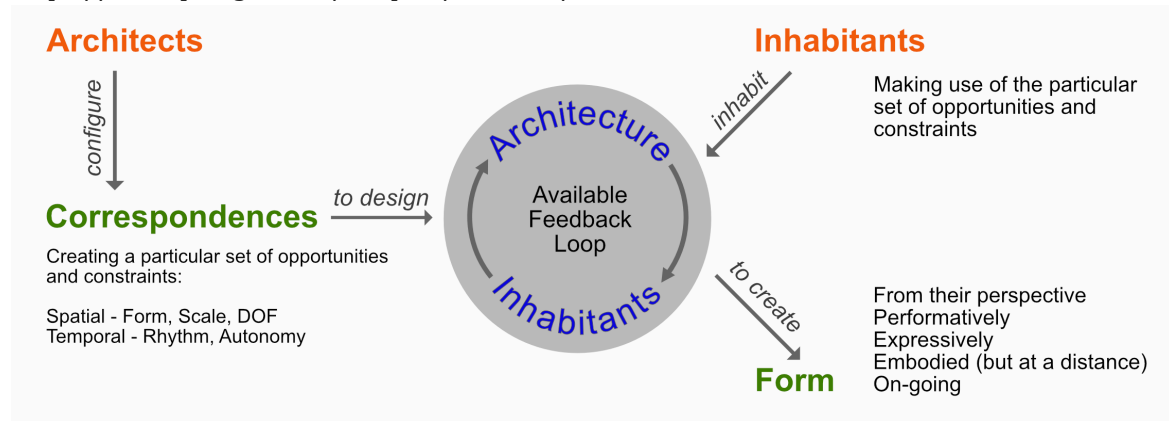 Architects
configure
Correspondences
Creating a particular set of opportunities
and constraints:
Spatial - Form, Scale, DOF
Temporal - Rhythm, Autonomy
to design
Architecture
Available
Feedback
Loop
Inhabitants
Inhabitants
inhabit
Making use of the particular
set of opportunities and
constraints
to create
Form
From their perspective
Performatively
Expressively
Embodied (but at a distance)
On-going